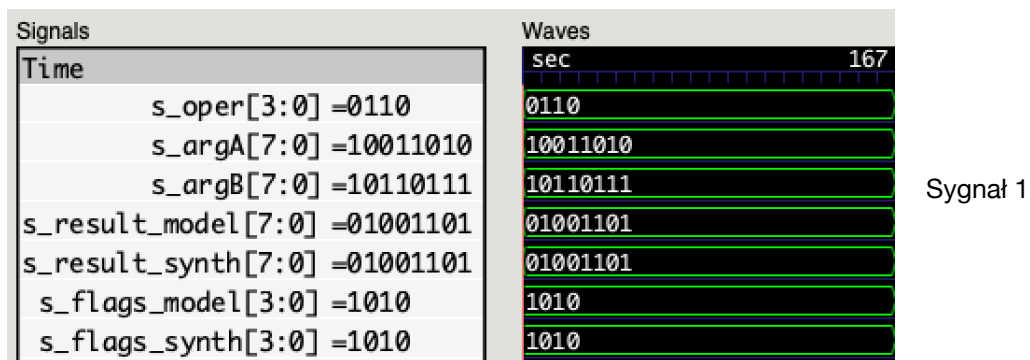 Signals
Waves
Time
sec 167
s_oper[3:0] =0110
0110
s_argA[7:0] =10011010
10011010
s_argB[7:0] =10110111
10110111
Sygnał 1
s_result_model[7:0] =01001101
01001101
s_result_synth[7:0] =01001101
01001101
s_flags_model[3:0] =1010
1010
s_flags_synth[3:0] =1010
1010